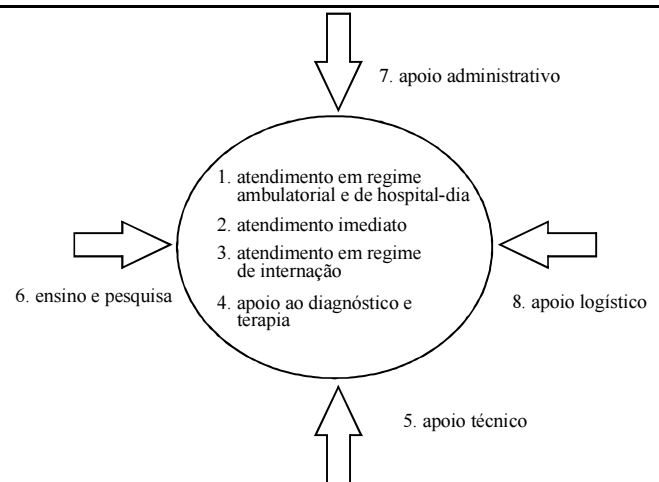 7. apoio administrativo
1. atendimento em regime
ambulatorial e de hospital-dia
2. atendimento imediato
3. atendimento em regime
de internação
4. apoio ao diagnóstico e
terapia
6. ensino e pesquisa
8. apoio logístico
5. apoio técnico